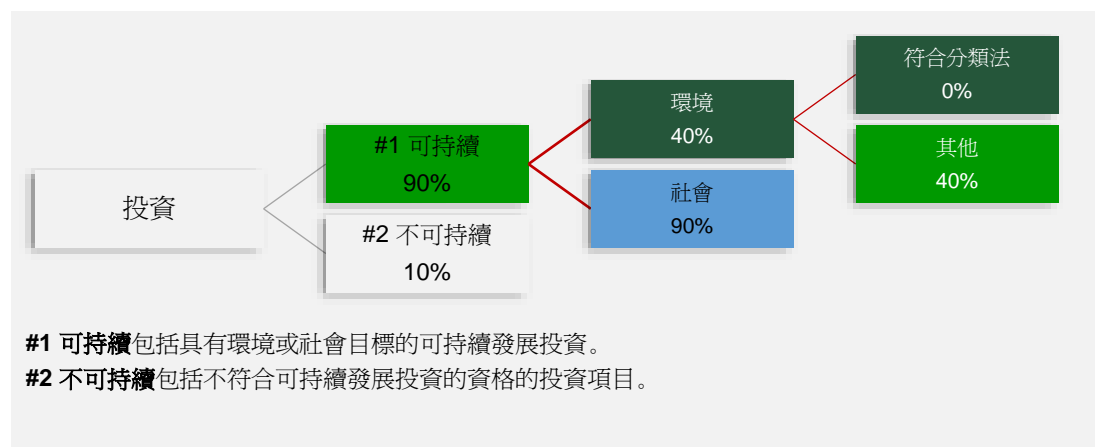 投資
#1 可持續
90%
#2 不可持續
10%
環境
40%
社會
90%
符合分類法
0%
其他
40%
#1 可持續包括具有環境或社會目標的可持續發展投資。
#2 不可持續包括不符合可持續發展投資的資格的投資項目。